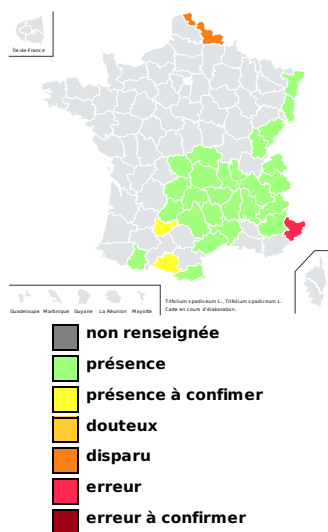 Île-de-France
Guadeloupe Martinique Guyane La Réunion Mayotte
Trifolium spadiceum L., Trifolium spadiceum L.
Carte en cours d'élaboration.
non renseignée
présence
présence à confimer
douteux
disparu
erreur
erreur à confirmer